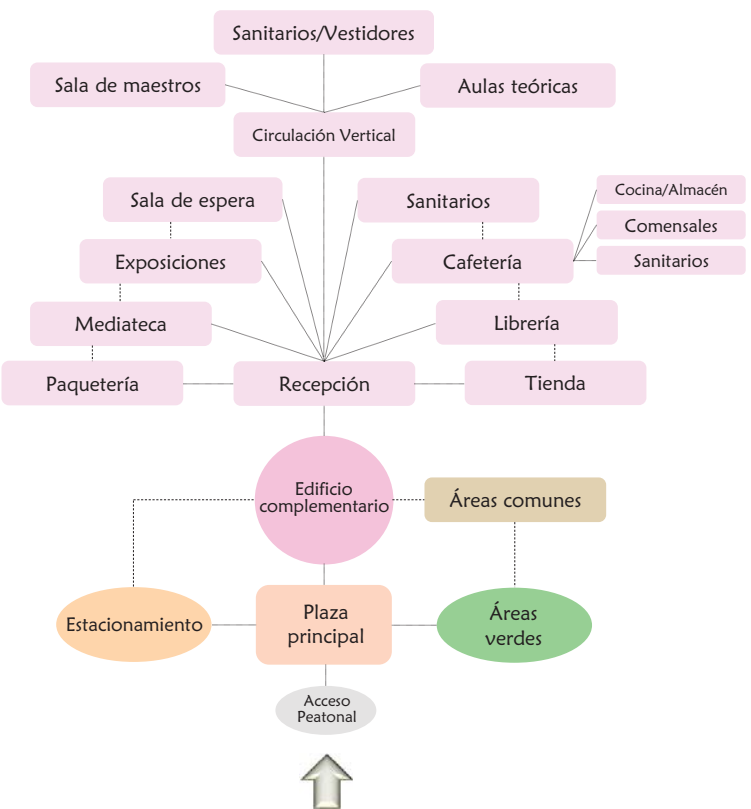 Sanitarios/Vestidores
Sala de maestros
Aulas teóricas
Circulación Vertical
Sala de espera
Sanitarios
Cocina/Almacén
Comensales
Exposiciones
Cafetería
Sanitarios
Mediateca
Librería
Paquetería
Recepción
Tienda
Edificio
complementario
Áreas comunes
Estacionamiento
Plaza
principal
Áreas
verdes
Acceso
Peatonal